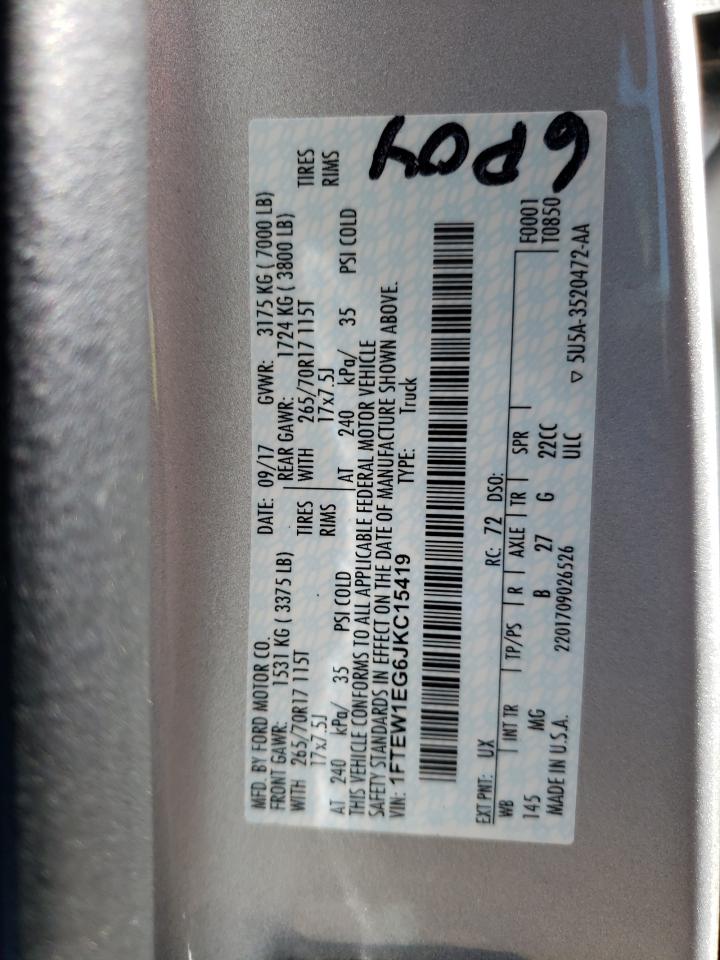 MFD. BY FORD MOTOR CO.
DATE: 09/17 GVWR: 3175 KG ( 7000 LB)
FRONT GAWR: 1531 KG ( 3375 LB)
REAR GAWR: 1724 KG ( 3800 LB)
WITH 265/70R17 115T TIRES
WITH 265/70R17 115T TIRES
17x7.5J RIMS
17x7.5J RIMS
AT 240 kPa/ 35 PSI COLD
AT 240 kPa/ 35 PSI COLD
THIS VEHICLE CONFORMS TO ALL APPLICABLE FEDERAL MOTOR VEHICLE
SAFETY STANDARDS IN EFFECT ON THE DATE OF MANUFACTURE SHOWN ABOVE.
VIN: 1FTEW1EG6JKC15419 TYPE: Truck
EXT PNT: UX RC: 72 DSO:
F0001
WB INT TR TP/PS R AXLE TR SPR T0850
145 MG B 27 G 22CC
MADE IN U.S.A. 2201709026526 ULC
▽ 5U5A-3520472-AA